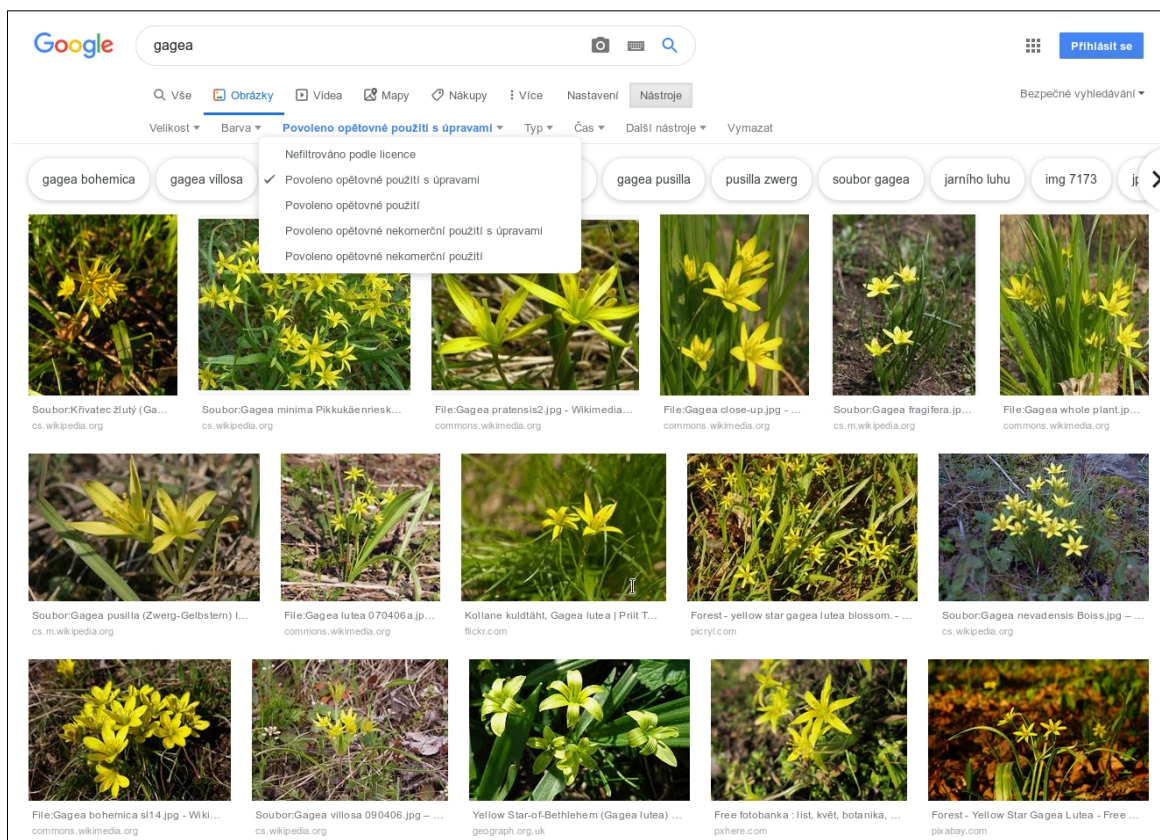 Google
gagea
Přihlásit se
Vše Obrázky Videa Mapy Nákupy Více Nastavení Nástroje
Bezpečné vyhledávání
Velikost Barva Povoleno opětovné použití s úpravami Typ Čas Další nástroje Vymazat
Nefiltrováno podle licence
Povoleno opětovné použití s úpravami
Povoleno opětovné použití
Povoleno opětovné nekomerční použití s úpravami
Povoleno opětovné nekomerční použití
gagea bohemica gagea villosa gagea pusilla pusilla zwerg soubor gagea jarního luhu img 7173
Soubor:Křivatec žlutý (Ga... Soubor:Gagea minima Pikkukäenriesk... File:Gagea pratensis2.jpg - Wikimedia... File:Gagea close-up.jpg - ... Soubor:Gagea fragifera.jp... File:Gagea whole plant.jp...
cs.wikipedia.org cs.wikipedia.org commons.wikimedia.org commons.wikimedia.org cs.m.wikipedia.org commons.wikimedia.org
Soubor:Gagea pusilla (Zwerg-Gelbstern) I... File:Gagea lutea 070406a.jp... Kollane kuldtäht, Gagea lutea | Priit T... Forest - yellow star gagea lutea blossom. - ... Soubor:Gagea nevadensis Boiss.jpg – ...
cs.m.wikipedia.org commons.wikimedia.org flickr.com picryl.com cs.wikipedia.org
File:Gagea bohemica sl14.jpg - Wiki... Soubor:Gagea villosa 090406.jpg – ... Yellow Star-of-Bethlehem (Gagea lutea) ... Free fotobanka : list, květ, botanika, ... Forest - Yellow Star Gagea Lutea - Free ...
commons.wikimedia.org cs.wikipedia.org geograph.org.uk pxhere.com pixabay.com